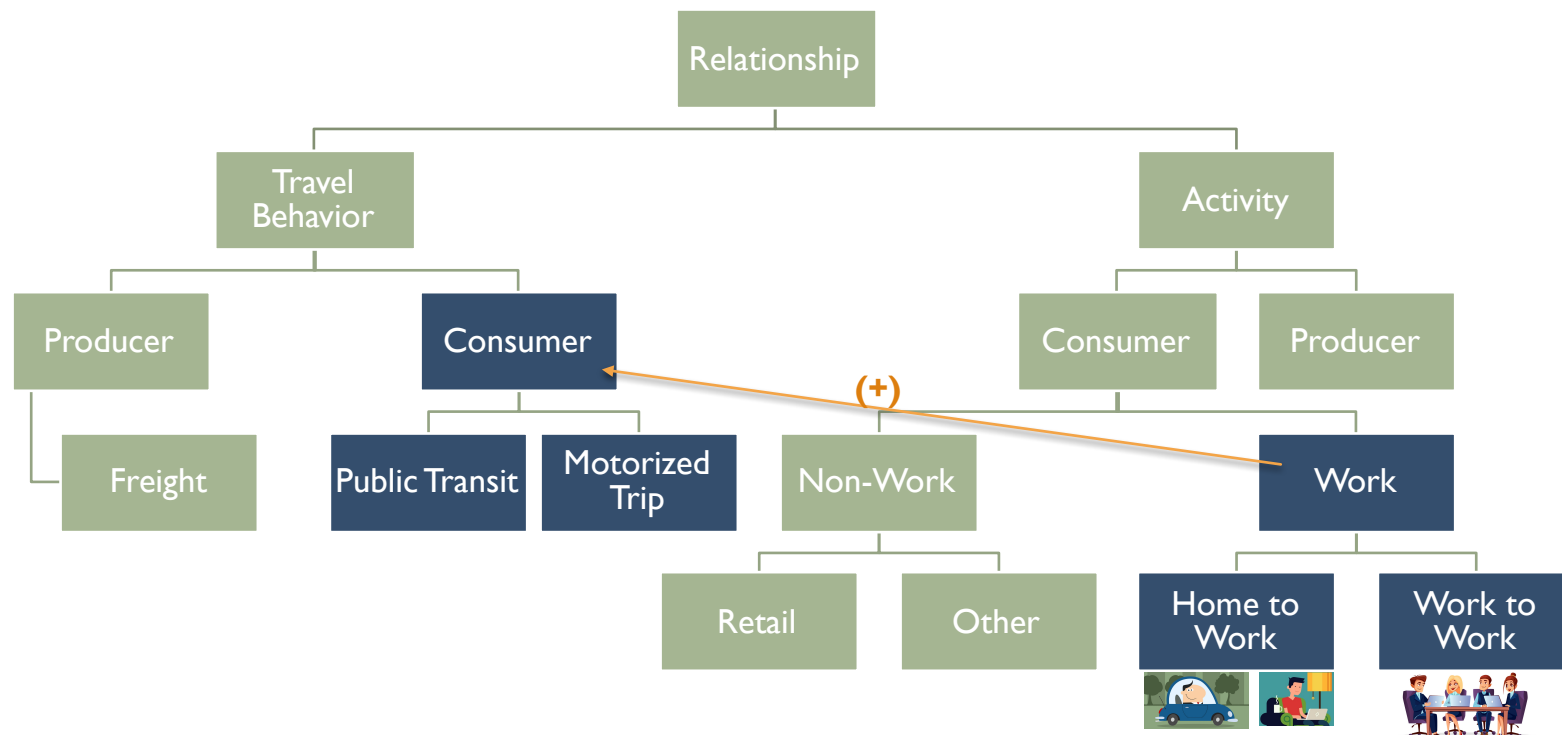 Relationship
Travel
Behavior
Activity
Producer
Consumer
Consumer
Producer
(+)
Freight
Public Transit
Motorized
Trip
Non-Work
Work
Retail
Other
Home to
Work
Work to
Work